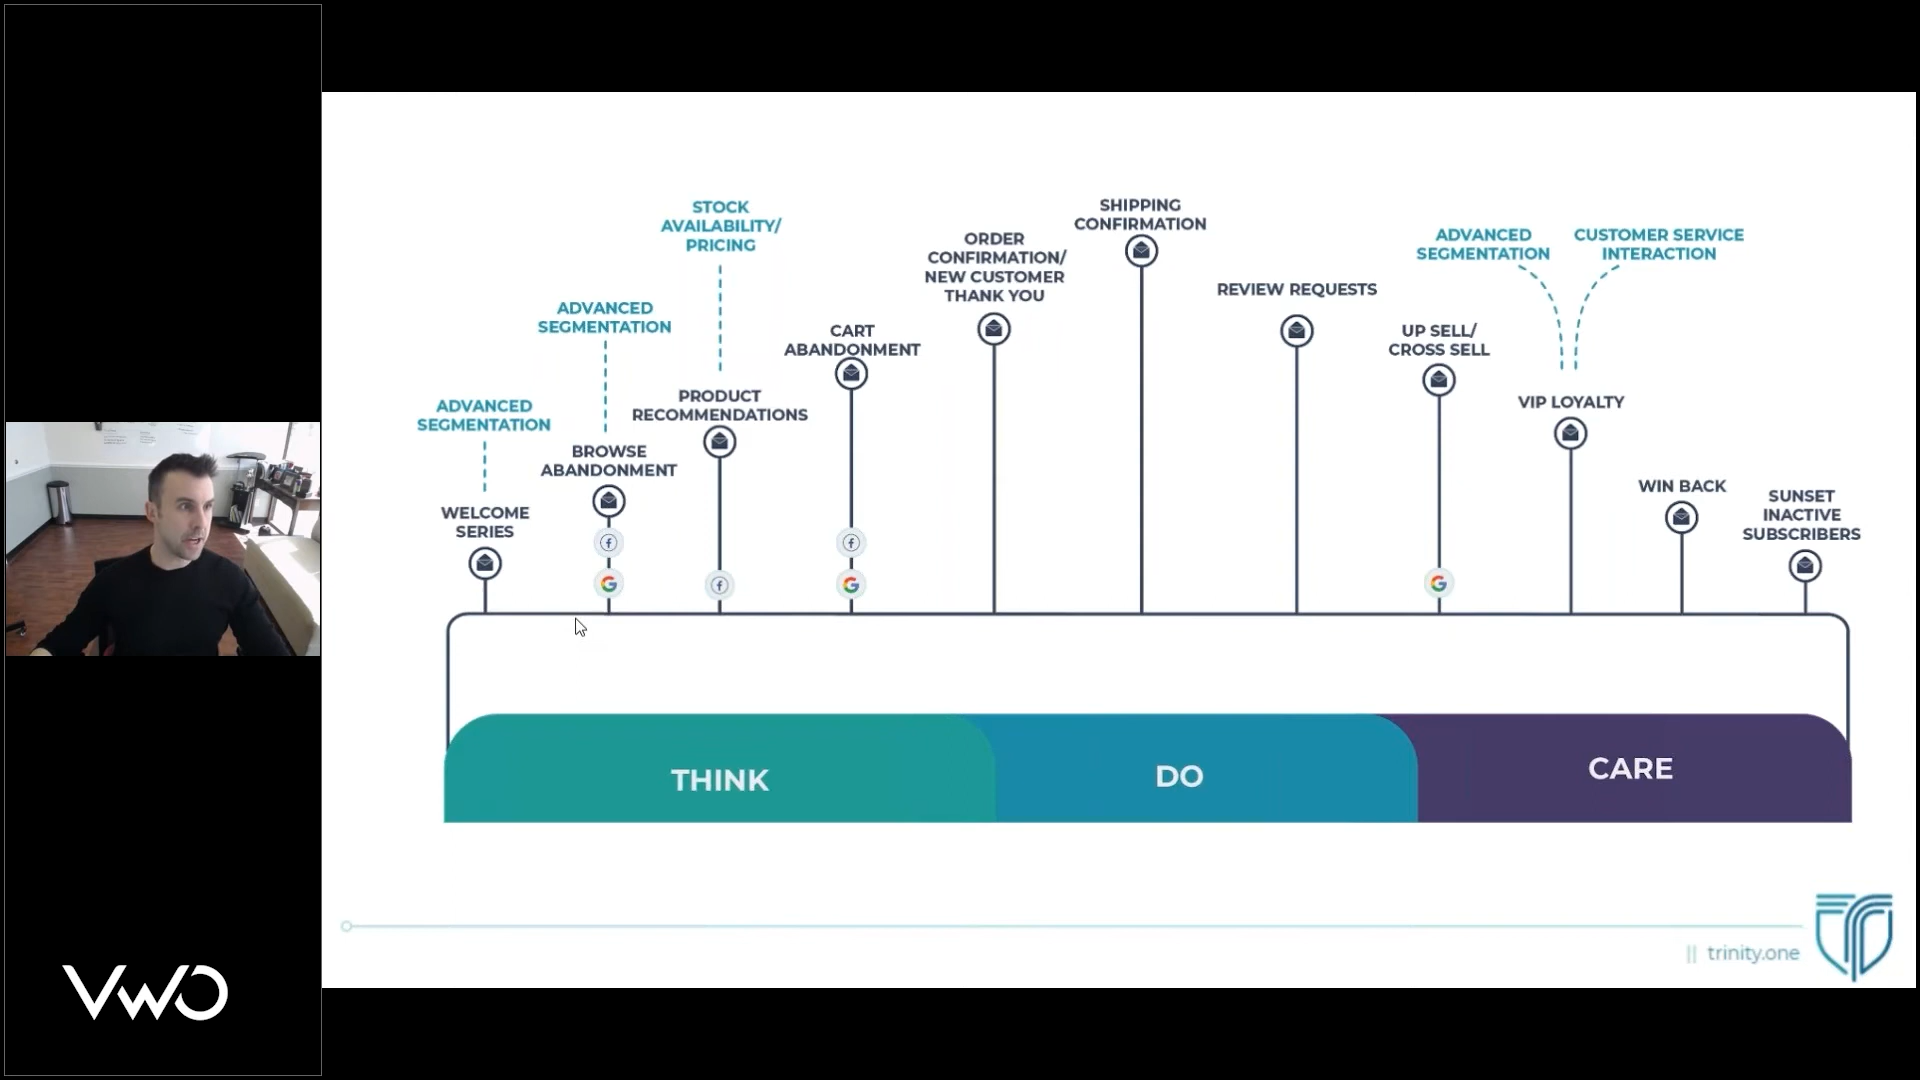 ADVANCED
SEGMENTATION
WELCOME
SERIES
ADVANCED
SEGMENTATION
BROWSE
ABANDONMENT
STOCK
AVAILABILITY/
PRICING
PRODUCT
RECOMMENDATIONS
CART
ABANDONMENT
ORDER
CONFIRMATION/
NEW CUSTOMER
THANK YOU
SHIPPING
CONFIRMATION
REVIEW REQUESTS
UP SELL/
CROSS SELL
ADVANCED
SEGMENTATION
CUSTOMER SERVICE
INTERACTION
VIP LOYALTY
WIN BACK
SUNSET
INACTIVE
SUBSCRIBERS
THINK
DO
CARE
|| trinity.one
VWO